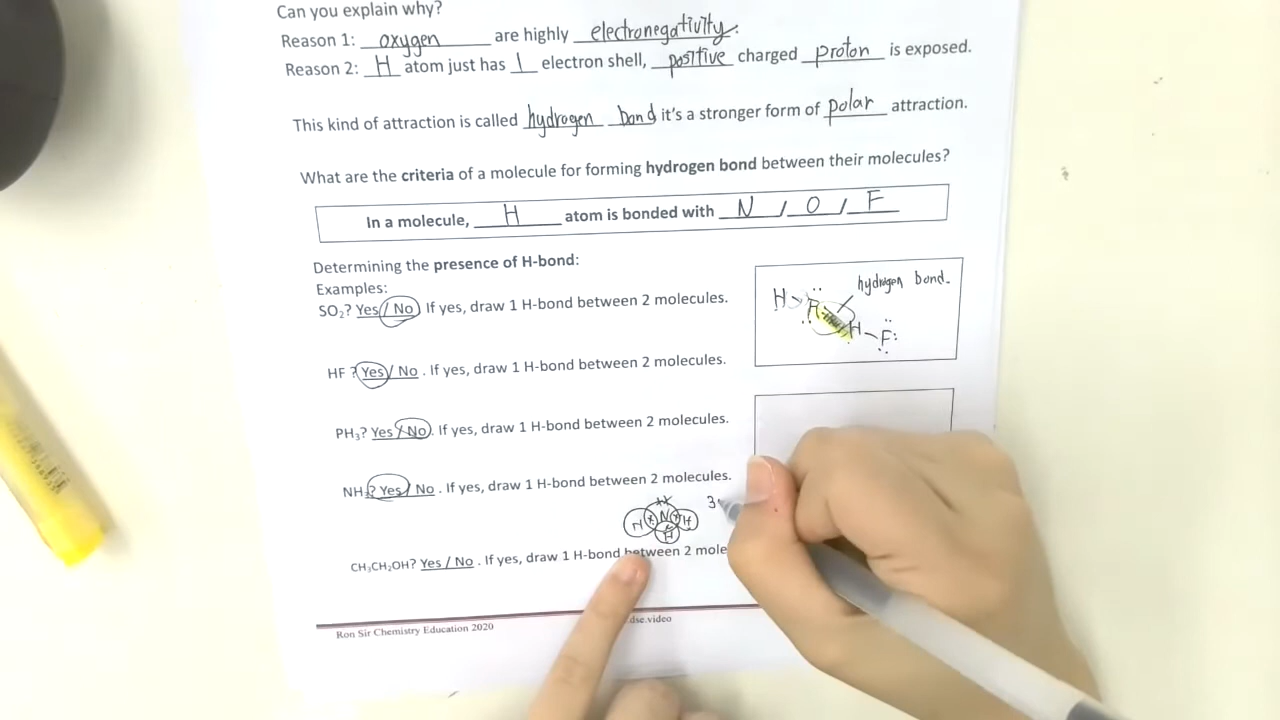 Can you explain why?
Reason 1: oxygen are highly electronegativity.
Reason 2: H atom just has 1 electron shell, positive charged proton is exposed.
This kind of attraction is called hydrogen bond it's a stronger form of polar attraction.
What are the criteria of a molecule for forming hydrogen bond between their molecules?
In a molecule, H atom is bonded with N / O / F
Determining the presence of H-bond:
Examples:
SO₂? Yes / No If yes, draw 1 H-bond between 2 molecules.
hydrogen bond.
H F H F
HF ? Yes / No . If yes, draw 1 H-bond between 2 molecules.
PH₃? Yes / No. If yes, draw 1 H-bond between 2 molecules.
NH₃? Yes / No . If yes, draw 1 H-bond between 2 molecules.
H N H 3
H
CH₃CH₂OH? Yes / No . If yes, draw 1 H-bond between 2 mole
Ron Sir Chemistry Education 2020
.dse.video